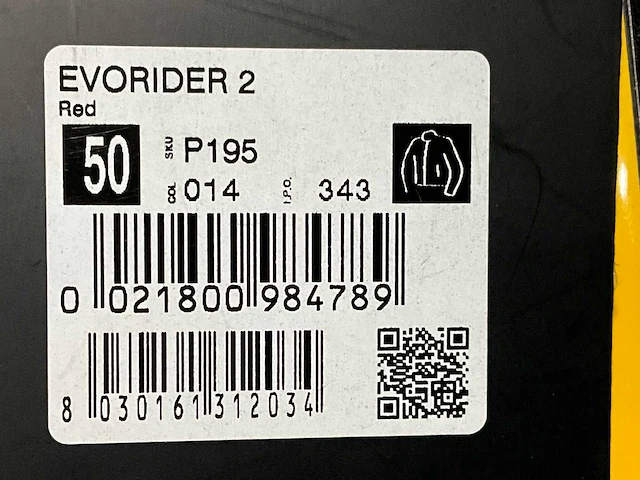 EVORIDER 2
Red
50 SKU P195
COL 014 I.P.O. 343
0 021800 984789
8 030161 312034